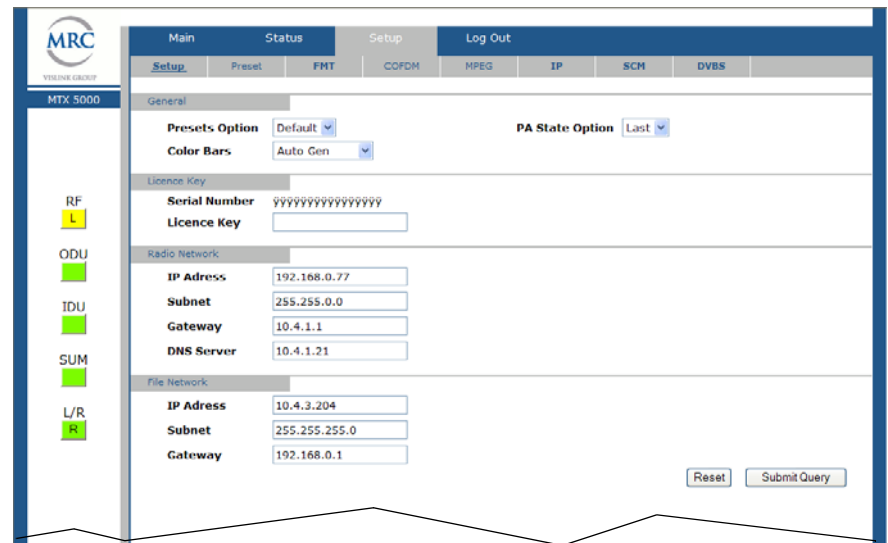 MRC
VISLINK GROUP
MTX 5000
Main Status Setup Log Out
Setup Preset FMT COFDM MPEG IP SCM DVBS
General
Presets Option Default PA State Option Last
Color Bars Auto Gen
Licence Key
Serial Number ÿÿÿÿÿÿÿÿÿÿÿÿÿÿÿÿ
Licence Key
Radio Network
IP Adress 192.168.0.77
Subnet 255.255.0.0
Gateway 10.4.1.1
DNS Server 10.4.1.21
File Network
IP Adress 10.4.3.204
Subnet 255.255.255.0
Gateway 192.168.0.1
Reset Submit Query
RF
L
ODU
IDU
SUM
L/R
R